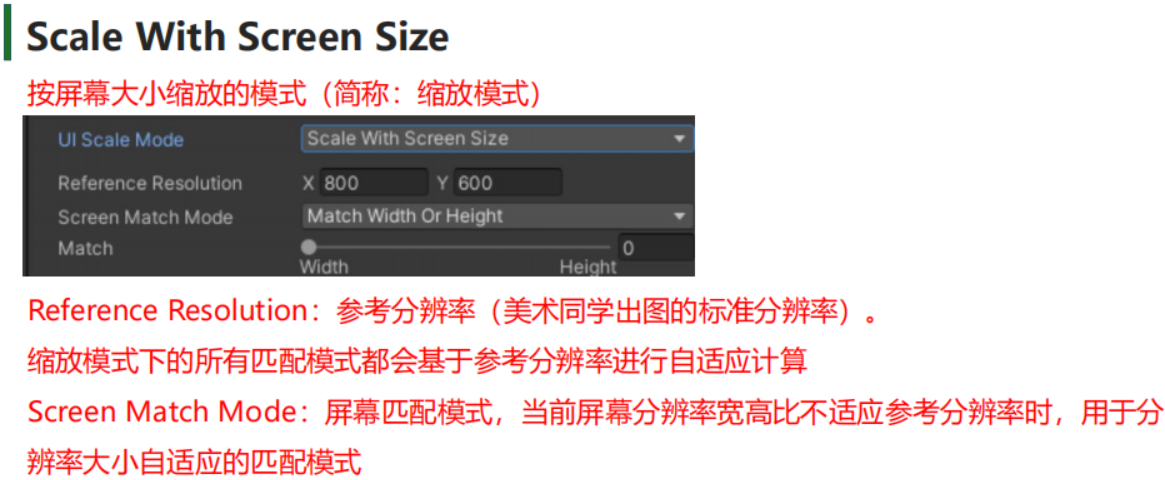 Scale With Screen Size
按屏幕大小缩放的模式（简称：缩放模式）
UI Scale Mode Scale With Screen Size
Reference Resolution X 800 Y 600
Screen Match Mode Match Width Or Height
Match 0
Width Height
Reference Resolution：参考分辨率（美术同学出图的标准分辨率）。
缩放模式下的所有匹配模式都会基于参考分辨率进行自适应计算
Screen Match Mode：屏幕匹配模式，当前屏幕分辨率宽高比不适应参考分辨率时，用于分
辨率大小自适应的匹配模式